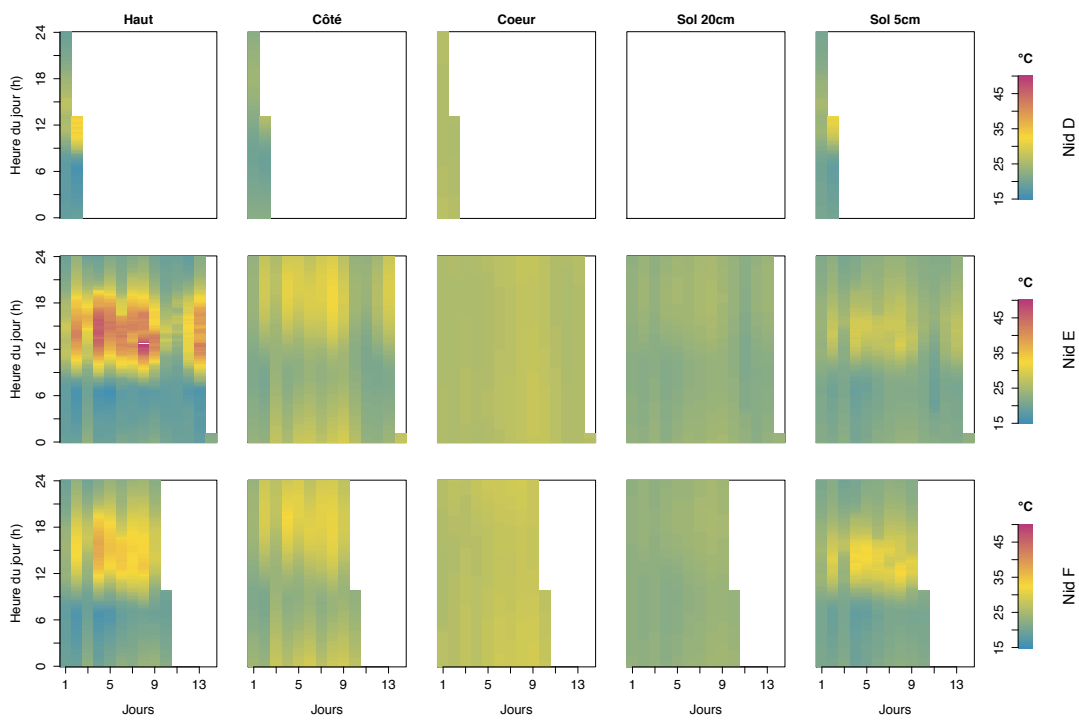 Haut Côté Coeur Sol 20cm Sol 5cm
Heure du jour (h) 0 6 12 18 24
°C 15 25 35 45
Nid D
Heure du jour (h) 0 6 12 18 24
°C 15 25 35 45
Nid E
Heure du jour (h) 0 6 12 18 24
°C 15 25 35 45
Nid F
1 5 9 13 1 5 9 13 1 5 9 13 1 5 9 13 1 5 9 13
Jours Jours Jours Jours Jours